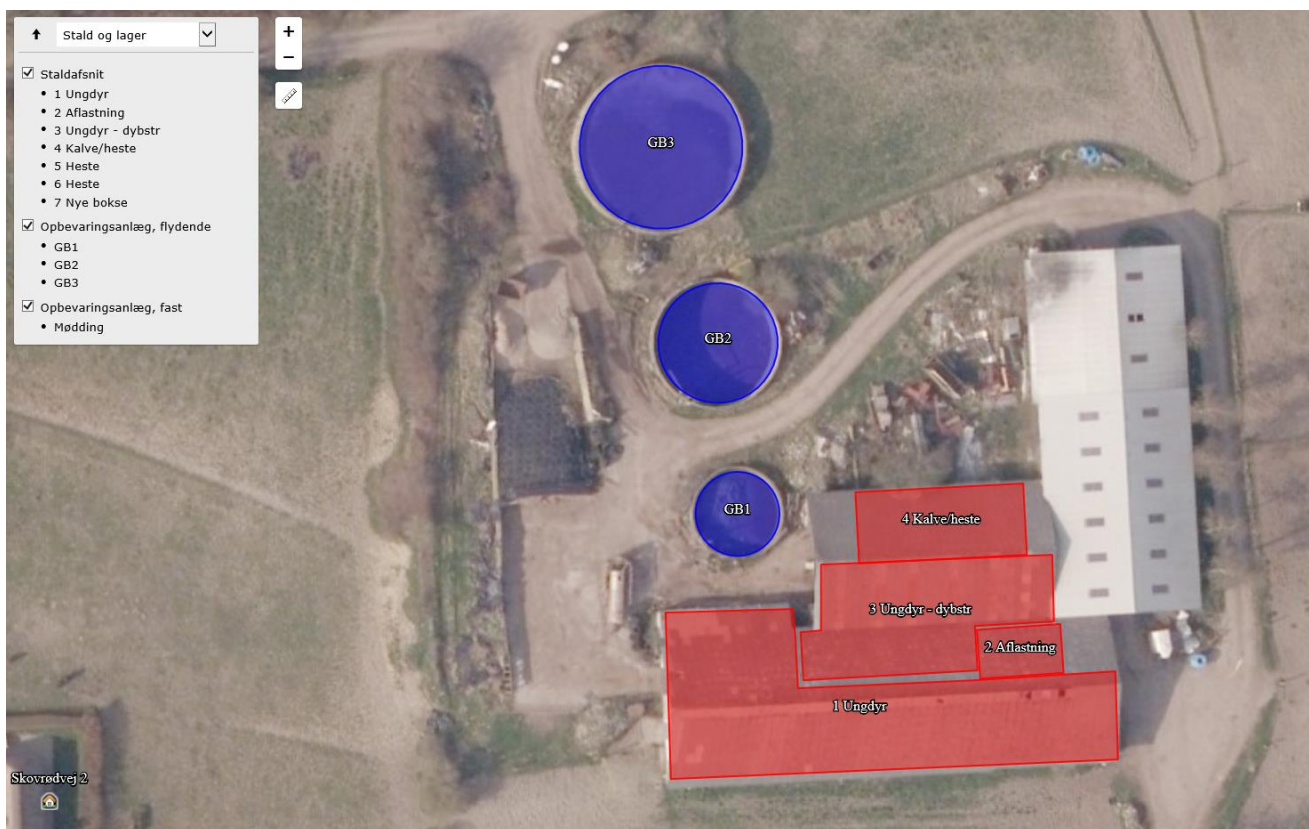 Stald og lager
Staldafsnit
1 Ungdyr
2 Aflastning
3 Ungdyr - dybstr
4 Kalve/heste
5 Heste
6 Heste
7 Nye bokse
Opbevaringsanlæg, flydende
GB1
GB2
GB3
Opbevaringsanlæg, fast
Mødding
+
−
GB3
GB2
GB1
4 Kalve/heste
3 Ungdyr - dybstr
2 Aflastning
1 Ungdyr
Skovrødvej 2